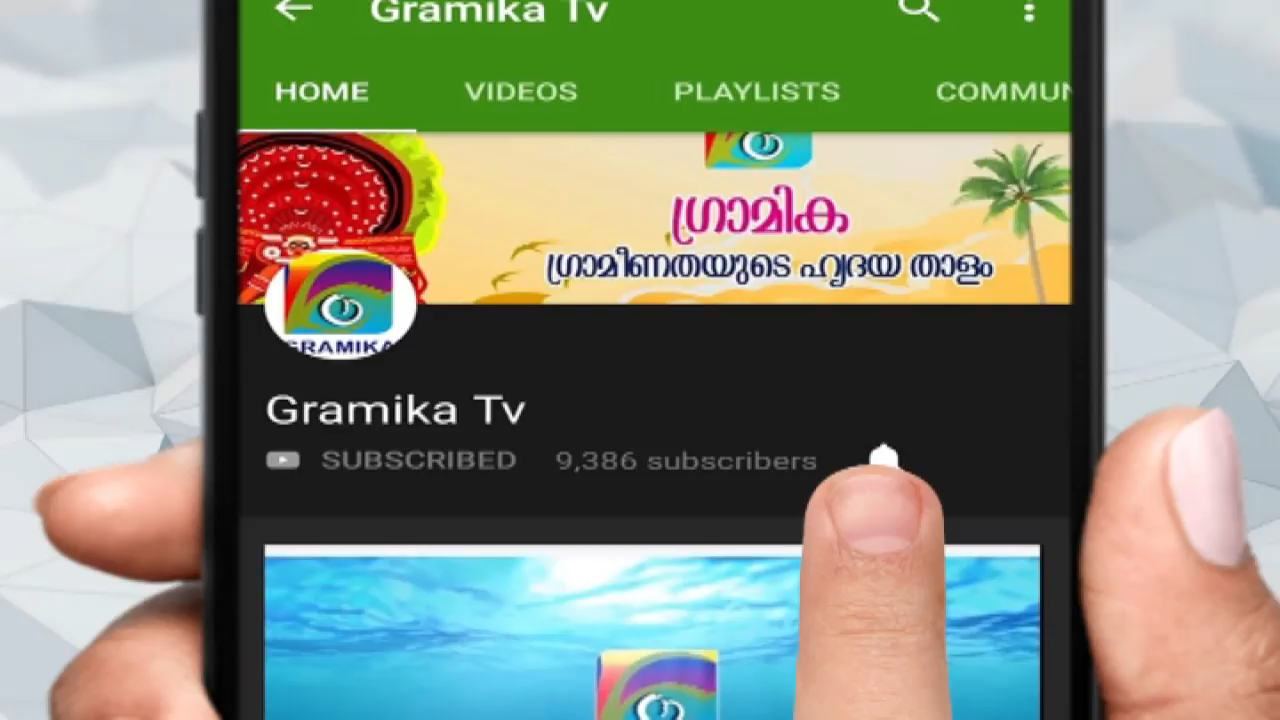 Gramika Tv
HOME VIDEOS PLAYLISTS COMMUN
ഗ്രാമിക
ഗ്രാമീണതയുടെ ഹൃദയ താളം
GRAMIKA
Gramika Tv
SUBSCRIBED 9,386 subscribers